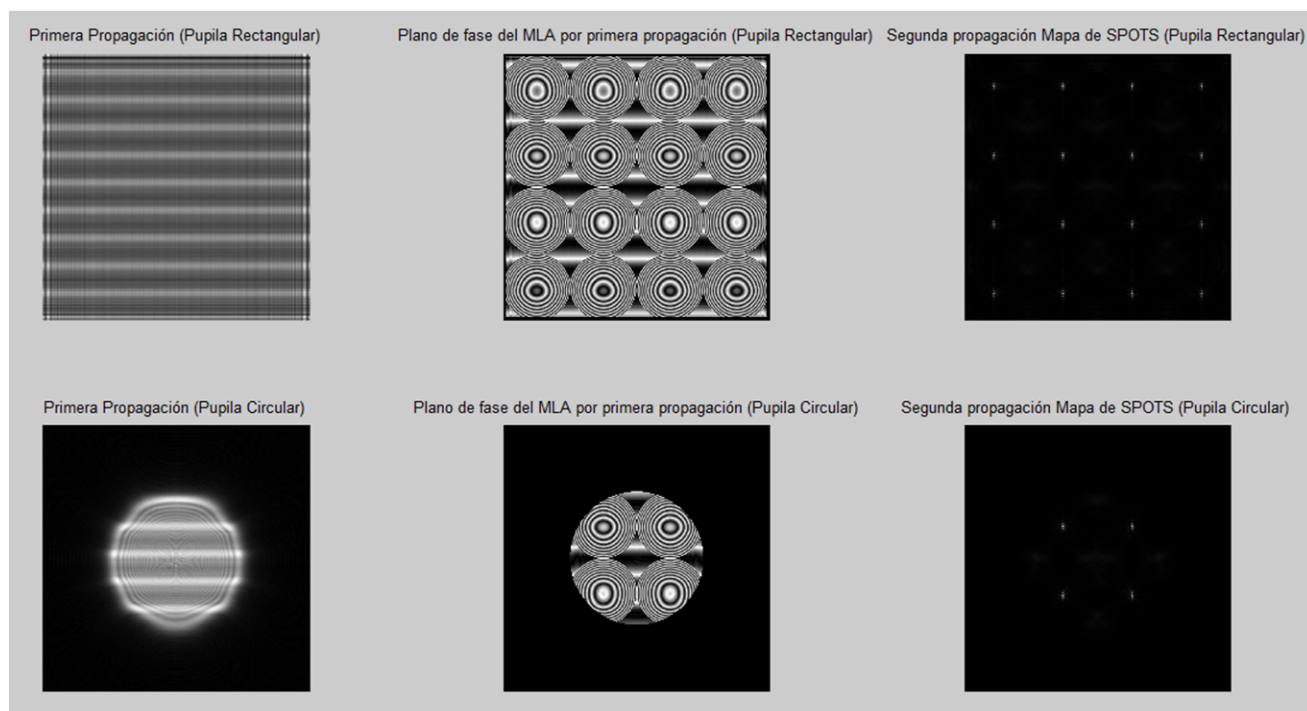 Primera Propagación (Pupila Rectangular)
Plano de fase del MLA por primera propagación (Pupila Rectangular)
Segunda propagación Mapa de SPOTS (Pupila Rectangular)
Primera Propagación (Pupila Circular)
Plano de fase del MLA por primera propagación (Pupila Circular)
Segunda propagación Mapa de SPOTS (Pupila Circular)